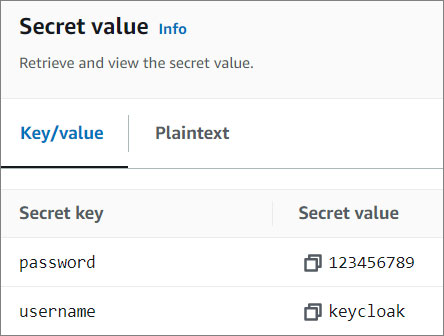 Secret value Info
Retrieve and view the secret value.
Key/value Plaintext
Secret key Secret value
password 123456789
username keycloak